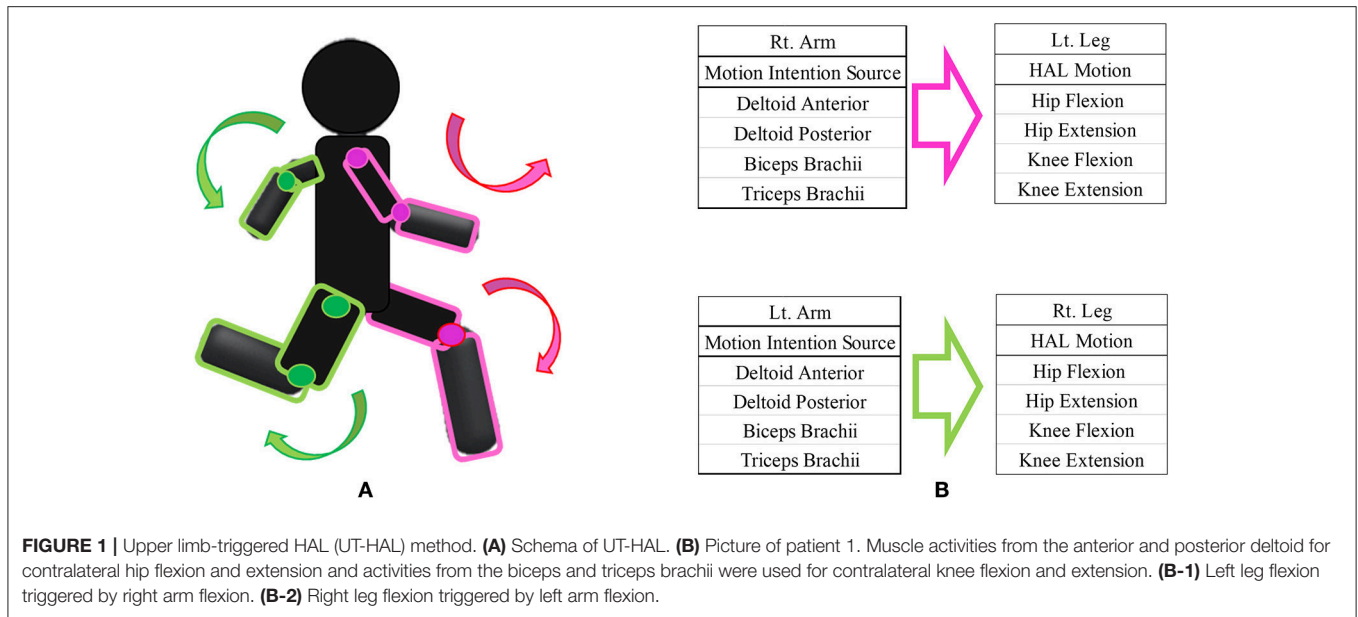 Rt. Arm
Motion Intention Source
Deltoid Anterior
Deltoid Posterior
Biceps Brachii
Triceps Brachii
Lt. Leg
HAL Motion
Hip Flexion
Hip Extension
Knee Flexion
Knee Extension
Lt. Arm
Motion Intention Source
Deltoid Anterior
Deltoid Posterior
Biceps Brachii
Triceps Brachii
Rt. Leg
HAL Motion
Hip Flexion
Hip Extension
Knee Flexion
Knee Extension
A
B
FIGURE 1 | Upper limb-triggered HAL (UT-HAL) method. (A) Schema of UT-HAL. (B) Picture of patient 1. Muscle activities from the anterior and posterior deltoid for
contralateral hip flexion and extension and activities from the biceps and triceps brachii were used for contralateral knee flexion and extension. (B-1) Left leg flexion
triggered by right arm flexion. (B-2) Right leg flexion triggered by left arm flexion.